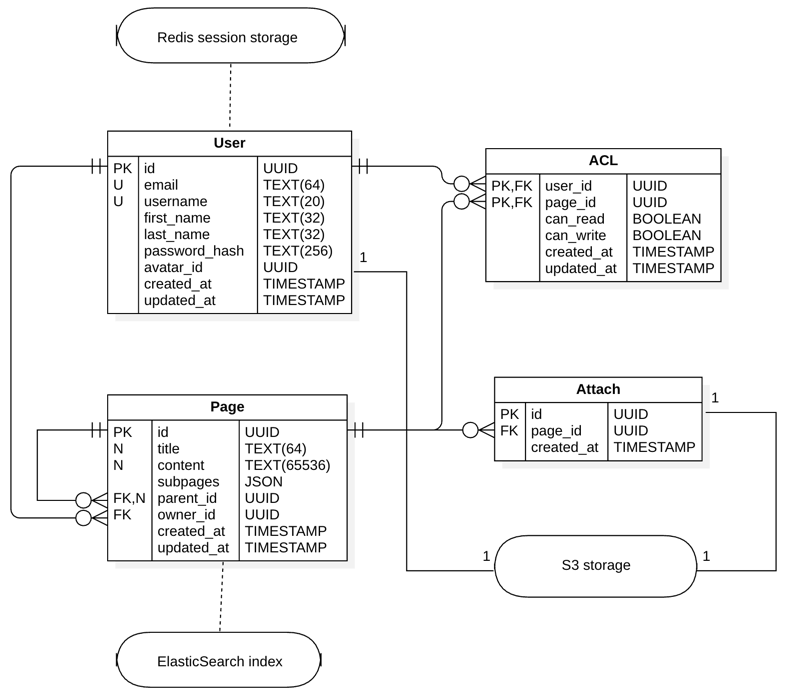 Redis session storage
User
PK id UUID
U email TEXT(64)
U username TEXT(20)
first_name TEXT(32)
last_name TEXT(32)
password_hash TEXT(256)
avatar_id UUID
created_at TIMESTAMP
updated_at TIMESTAMP
1
ACL
PK,FK user_id UUID
PK,FK page_id UUID
can_read BOOLEAN
can_write BOOLEAN
created_at TIMESTAMP
updated_at TIMESTAMP
Page
PK id UUID
N title TEXT(64)
N content TEXT(65536)
subpages JSON
FK,N parent_id UUID
FK owner_id UUID
created_at TIMESTAMP
updated_at TIMESTAMP
Attach
PK id UUID
FK page_id UUID
created_at TIMESTAMP
1
1
S3 storage
1
ElasticSearch index